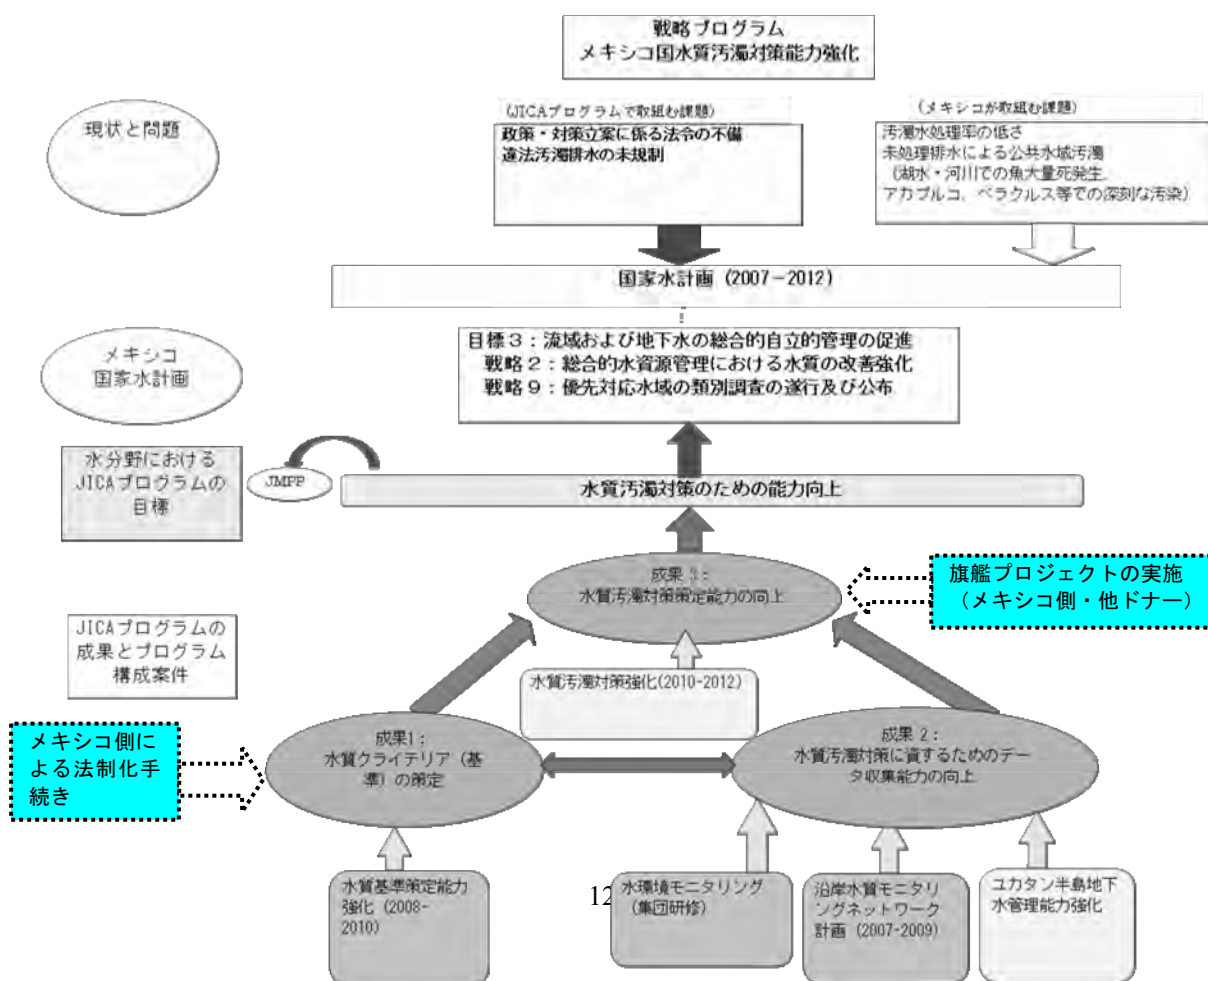 戦略プログラム
メキシコ国水質汚濁対策能力強化
現状と問題
(JICAプログラムで取組む課題)
政策・対策立案に係る法令の不備
違法汚濁排水の未規制
(メキシコが取組む課題)
汚濁水処理率の低さ
未処理排水による公共水域汚濁
(湖水・河川での魚大量死発生、
アカプルコ、ベラクルス等での深刻な汚染)
国家水計画 (2007−2012)
メキシコ
国家水計画
目標3:流域および地下水の総合的自立的管理の促進
戦略2:総合的水資源管理における水質の改善強化
戦略9:優先対応水域の類別調査の遂行及び公布
水分野における
JICAプログラムの
目標
JMPP
水質汚濁対策のための能力向上
成果3:
水質汚濁対策策定能力の向上
旗艦プロジェクトの実施
(メキシコ側・他ドナー)
JICAプログラムの
成果とプログラム
構成案件
水質汚濁対策強化(2010-2012)
メキシコ側に
よる法制化手
続き
成果1:
水質クライテリア(基
準)の策定
成果2:
水質汚濁対策に資するためのデー
タ収集能力の向上
水質基準策定能力
強化 (2008-
2010)
水環境モニタリング
(集団研修)
沿岸水質モニタリ
ングネットワーク
計画 (2007-2009)
ユカタン半島地下
水管理能力強化
12